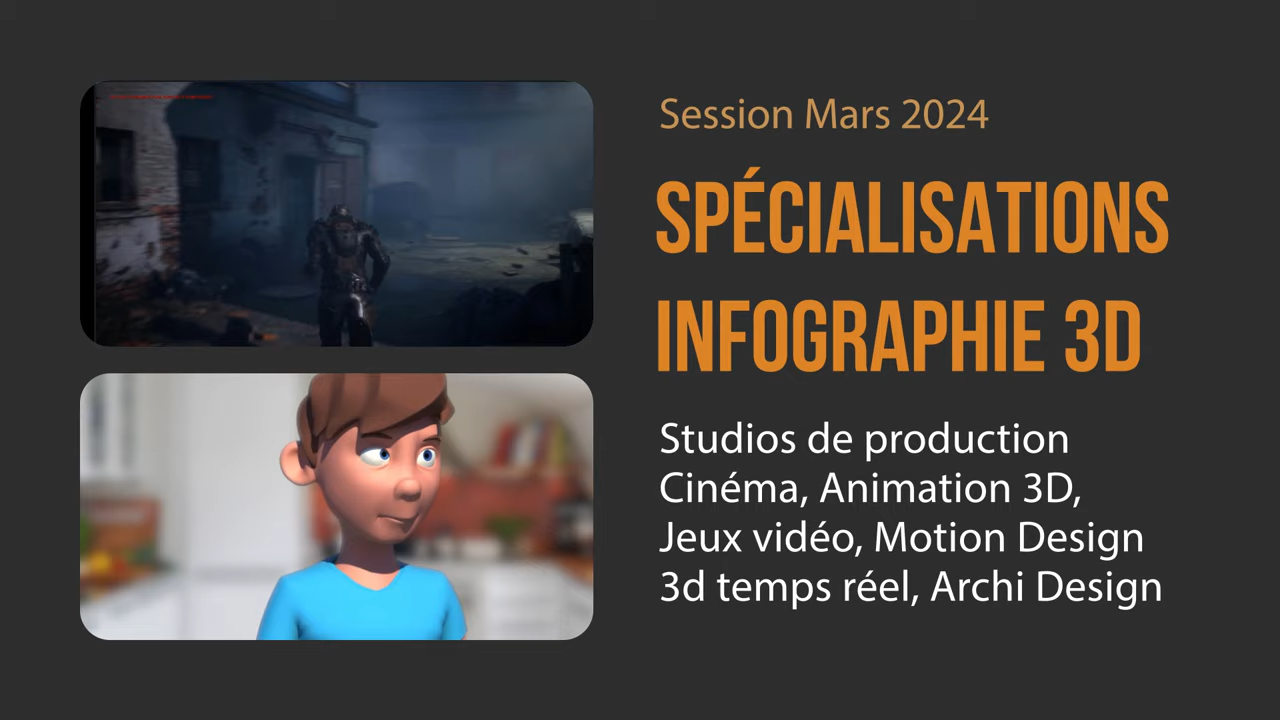 Session Mars 2024
SPÉCIALISATIONS
INFOGRAPHIE 3D
Studios de production
Cinéma, Animation 3D,
Jeux vidéo, Motion Design
3d temps réel, Archi Design